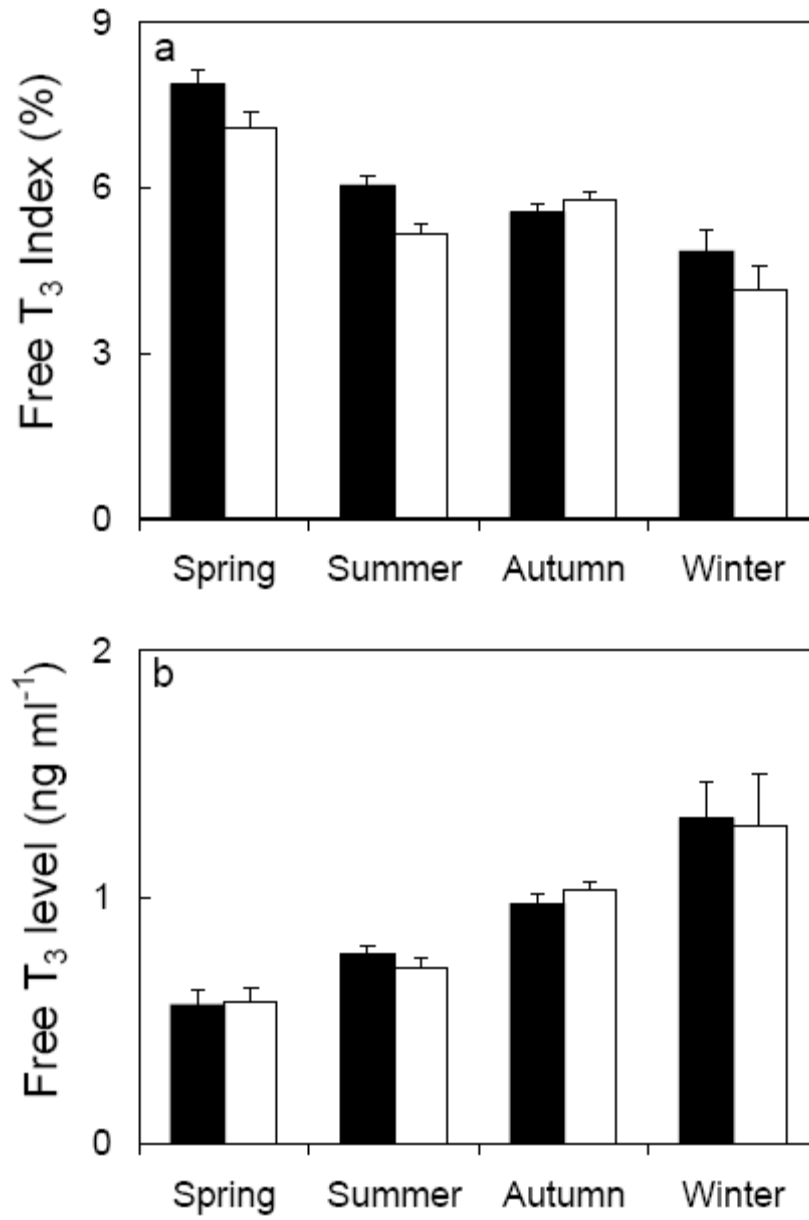 a
Free T₃ Index (%)
9
6
3
0
Spring Summer Autumn Winter
b
Free T₃ level (ng ml⁻¹)
2
1
0
Spring Summer Autumn Winter